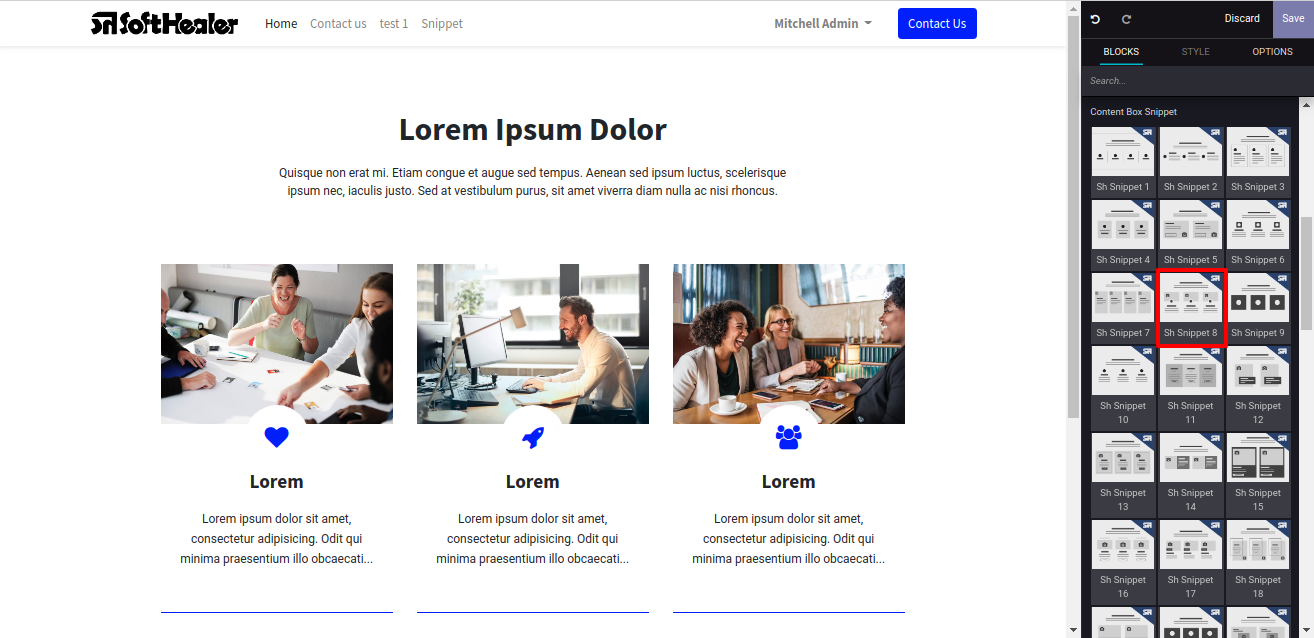 SoftHealer
Home Contact us test 1 Snippet
Mitchell Admin
Contact Us
Discard Save
BLOCKS STYLE OPTIONS
Search...
Lorem Ipsum Dolor
Quisque non erat mi. Etiam congue et augue sed tempus. Aenean sed ipsum luctus, scelerisque
ipsum nec, iaculis justo. Sed at vestibulum purus, sit amet viverra diam nulla ac nisi rhoncus.
Lorem Lorem Lorem
Lorem ipsum dolor sit amet, Lorem ipsum dolor sit amet, Lorem ipsum dolor sit amet,
consectetur adipisicing. Odit qui consectetur adipisicing. Odit qui consectetur adipisicing. Odit qui
minima praesentium illo obcaecati... minima praesentium illo obcaecati... minima praesentium illo obcaecati...
Content Box Snippet
Sh Snippet 1 Sh Snippet 2 Sh Snippet 3
Sh Snippet 4 Sh Snippet 5 Sh Snippet 6
Sh Snippet 7 Sh Snippet 8 Sh Snippet 9
Sh Snippet Sh Snippet Sh Snippet
10 11 12
Sh Snippet Sh Snippet Sh Snippet
13 14 15
Sh Snippet Sh Snippet Sh Snippet
16 17 18